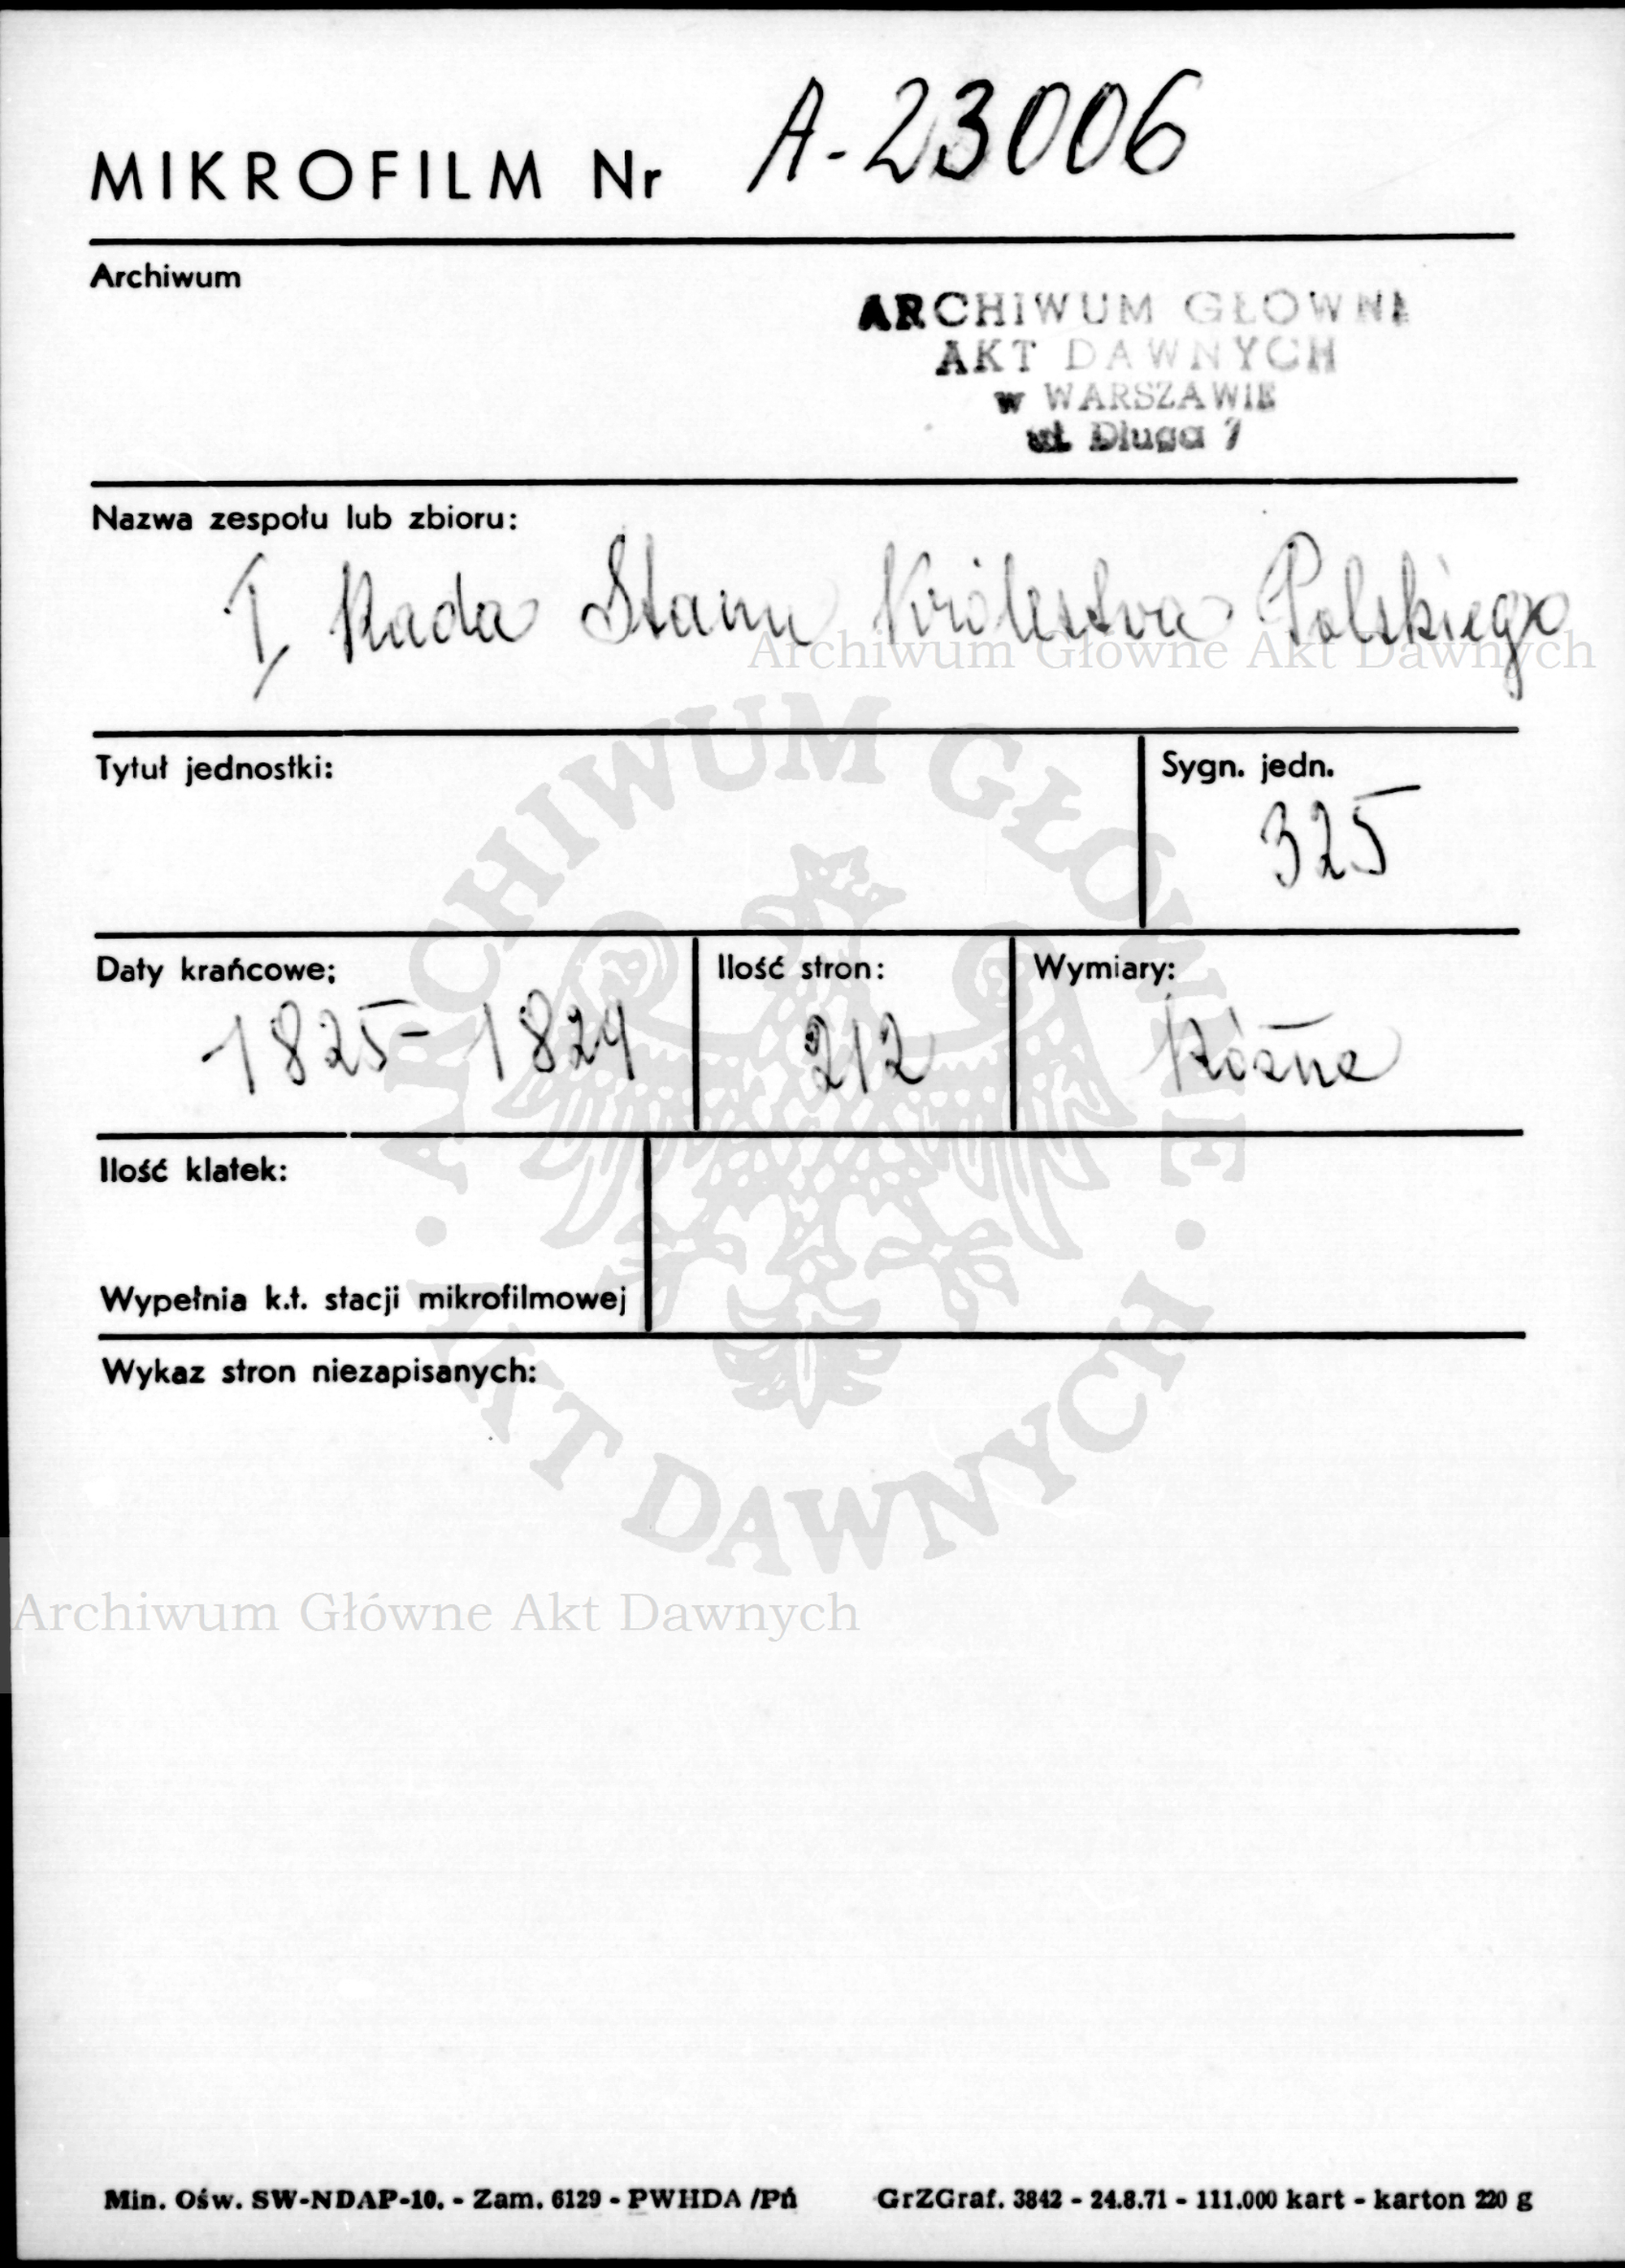 MIKROFILM Nr A-23006
Archiwum
ARCHIWUM GŁOWNE
AKT DAWNYCH
w WARSZAWIE
ul. Długa 7
Nazwa zespołu lub zbioru:
I, Rada Stanu Królestwa Polskiego
Archiwum Główne Akt Dawnych
Tytuł jednostki:
Sygn. jedn.
325
Daty krańcowe:
1825-1829
Ilość stron:
212
Wymiary:
Różne
ARCHIWUM GŁÓWNE
· AKT DAWNYCH ·
Ilość klatek:
Wypełnia k.t. stacji mikrofilmowej
Wykaz stron niezapisanych:
Archiwum Główne Akt Dawnych
Min. Ośw. SW-NDAP-10. - Zam. 6129 - PWHDA /Pń GrZGraf. 3842 - 24.8.71 - 111.000 kart - karton 220 g